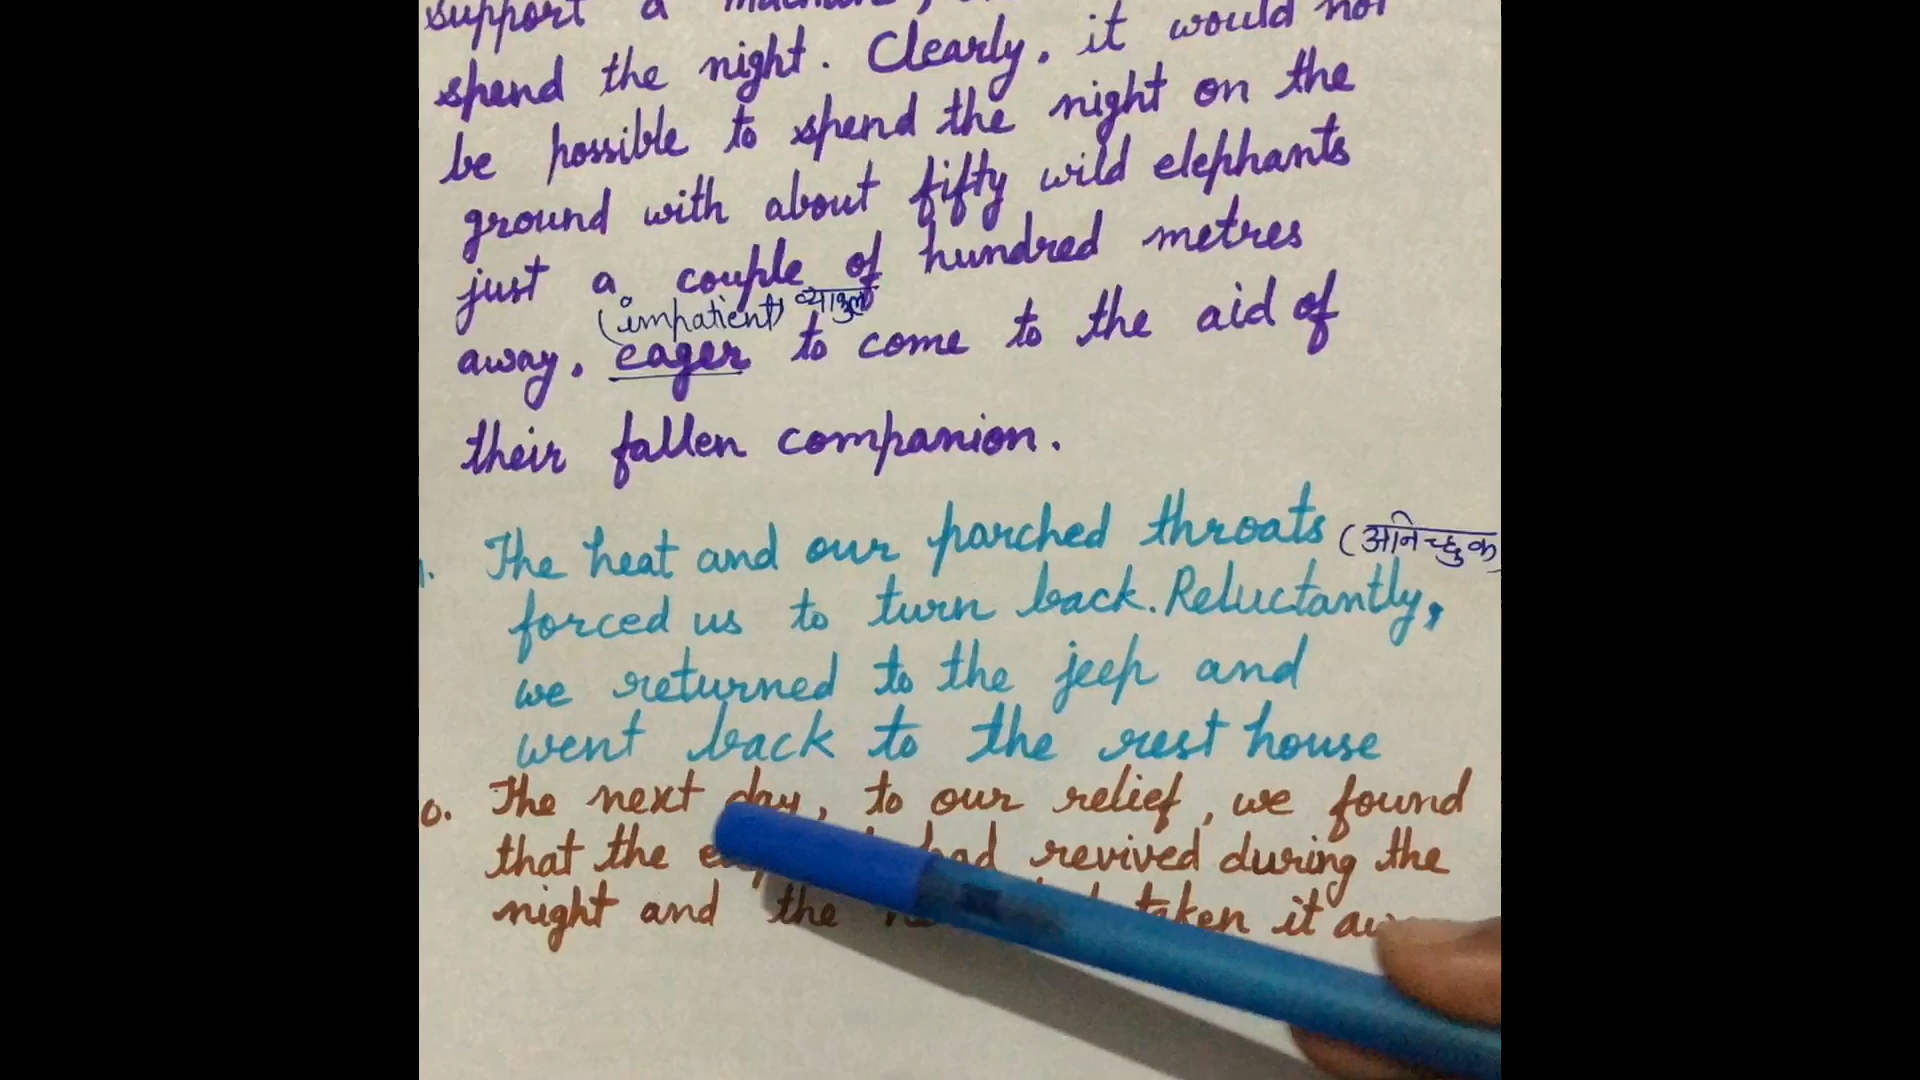 support a
spend the night. Clearly, it would not
be possible to spend the night on the
ground with about fifty wild elephants
just a couple of hundred metres
(impatient) व्याकुल
away, eager to come to the aid of
their fallen companion.
The heat and our parched throats (अनिच्छुक
forced us to turn back. Reluctantly,
we returned to the jeep and
went back to the rest house
0. The next day, to our relief, we found
that the had revived during the
night and the taken it